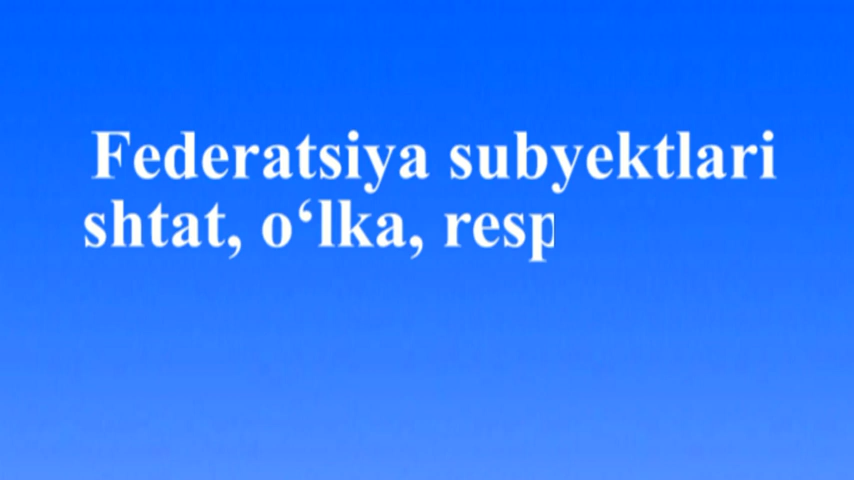 Federatsiya subyektlari
shtat, o‘lka, resp